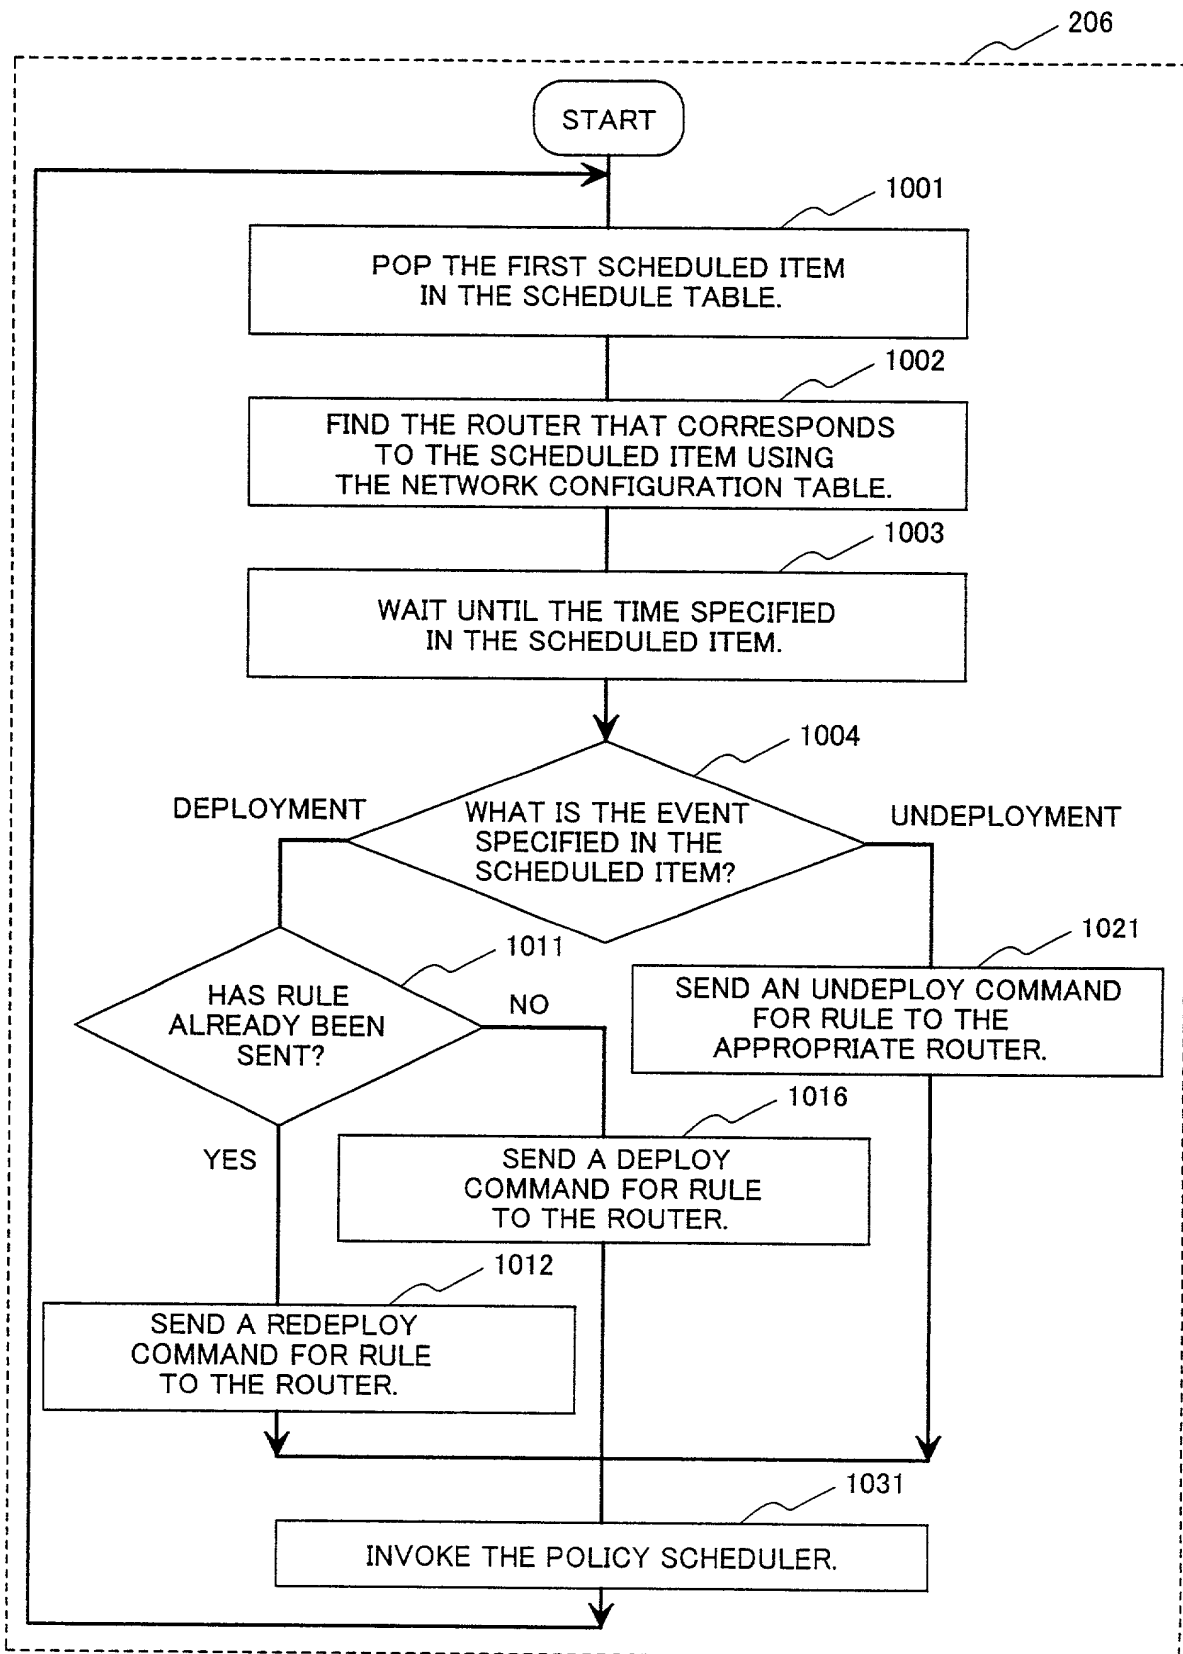 206
START
1001
POP THE FIRST SCHEDULED ITEM
IN THE SCHEDULE TABLE.
1002
FIND THE ROUTER THAT CORRESPONDS
TO THE SCHEDULED ITEM USING
THE NETWORK CONFIGURATION TABLE.
1003
WAIT UNTIL THE TIME SPECIFIED
IN THE SCHEDULED ITEM.
1004
DEPLOYMENT
WHAT IS THE EVENT
SPECIFIED IN THE
SCHEDULED ITEM?
UNDEPLOYMENT
1011
HAS RULE
ALREADY BEEN
SENT?
NO
YES
1021
SEND AN UNDEPLOY COMMAND
FOR RULE TO THE
APPROPRIATE ROUTER.
1016
SEND A DEPLOY
COMMAND FOR RULE
TO THE ROUTER.
1012
SEND A REDEPLOY
COMMAND FOR RULE
TO THE ROUTER.
1031
INVOKE THE POLICY SCHEDULER.